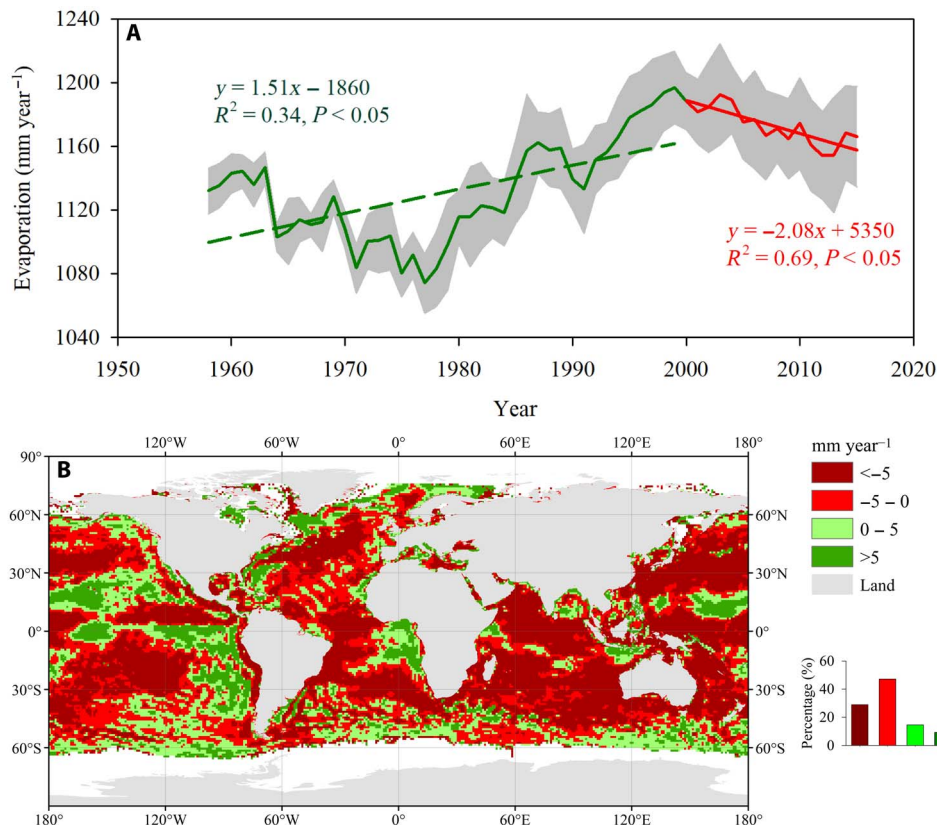 A
1240
1200
1160
1120
1080
1040
Evaporation (mm year⁻¹)
y = 1.51x – 1860
R² = 0.34, P < 0.05
y = –2.08x + 5350
R² = 0.69, P < 0.05
1950 1960 1970 1980 1990 2000 2010 2020
Year
120°W 60°W 0° 60°E 120°E 180°
B
90°
60°N
30°N
0°
30°S
60°S
180° 120°W 60°W 0° 60°E 120°E 180°
mm year⁻¹
<–5
–5 – 0
0 – 5
>5
Land
Percentage (%)
60
40
20
0